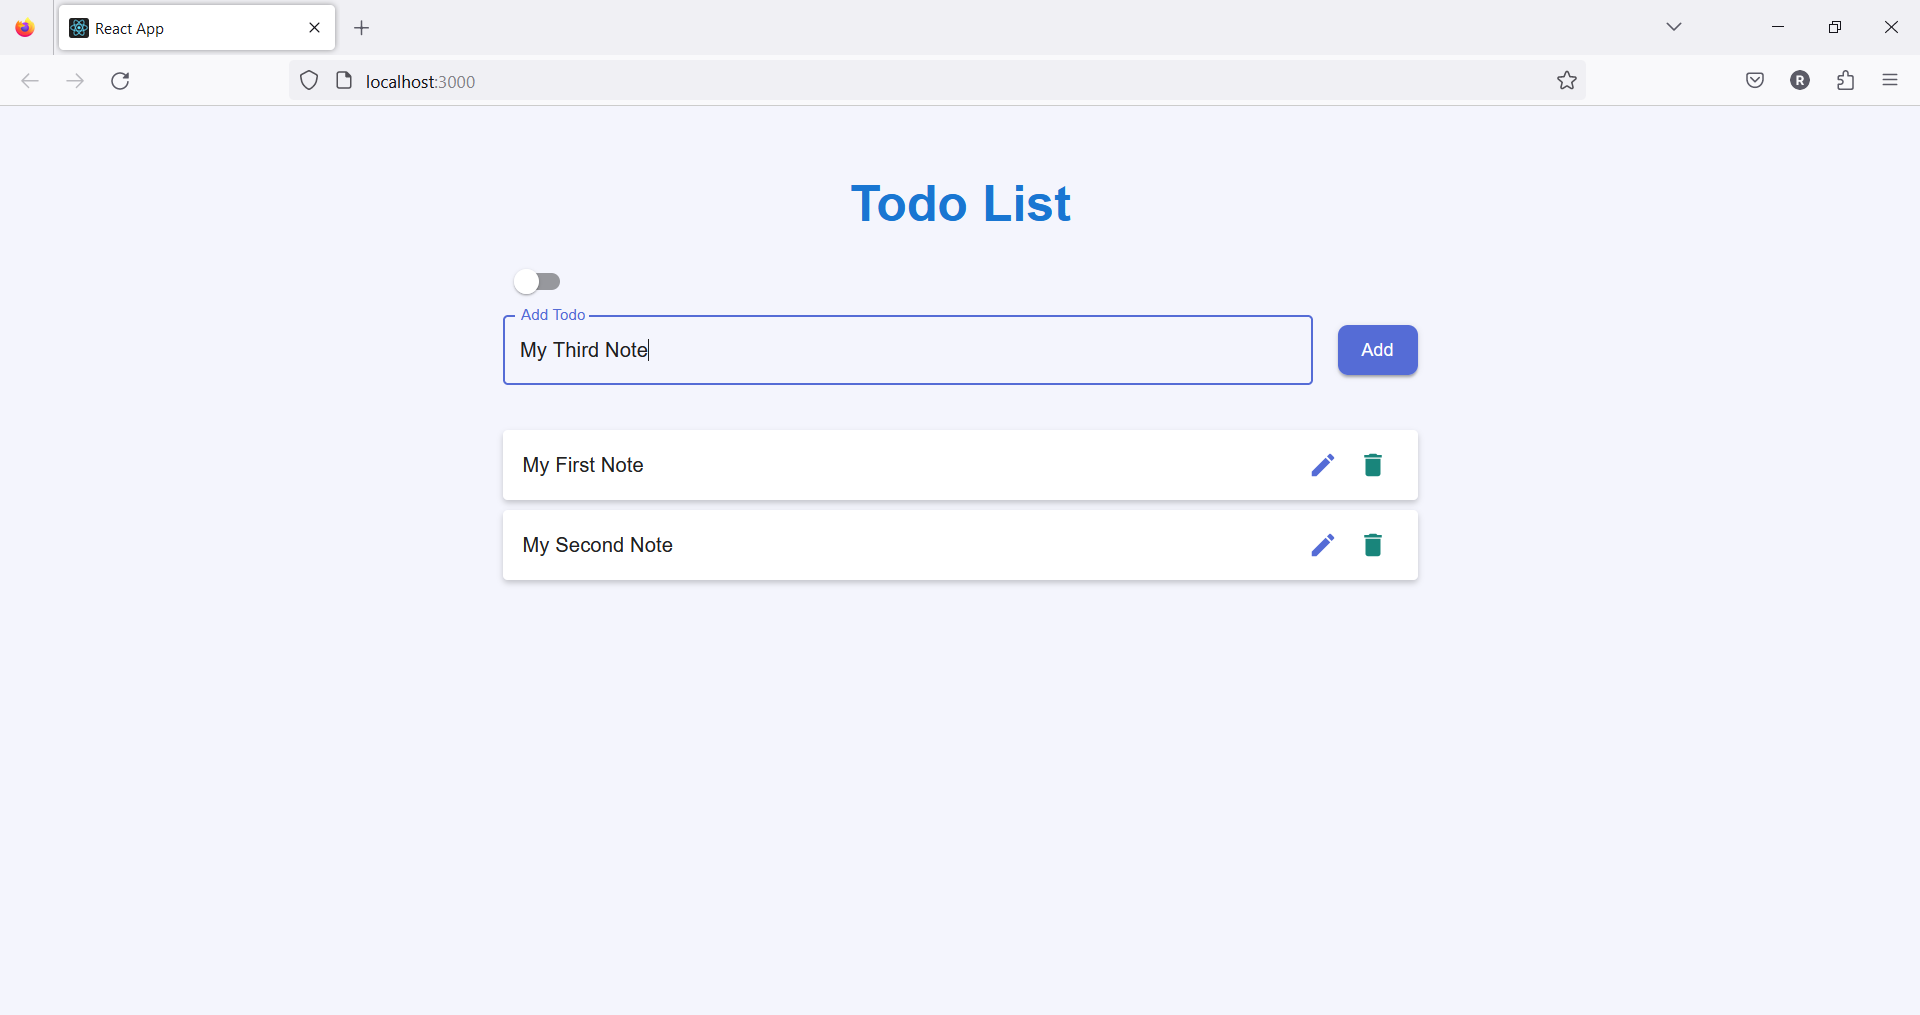 React App
localhost:3000
R
Todo List
Add Todo
My Third Note
Add
My First Note
My Second Note